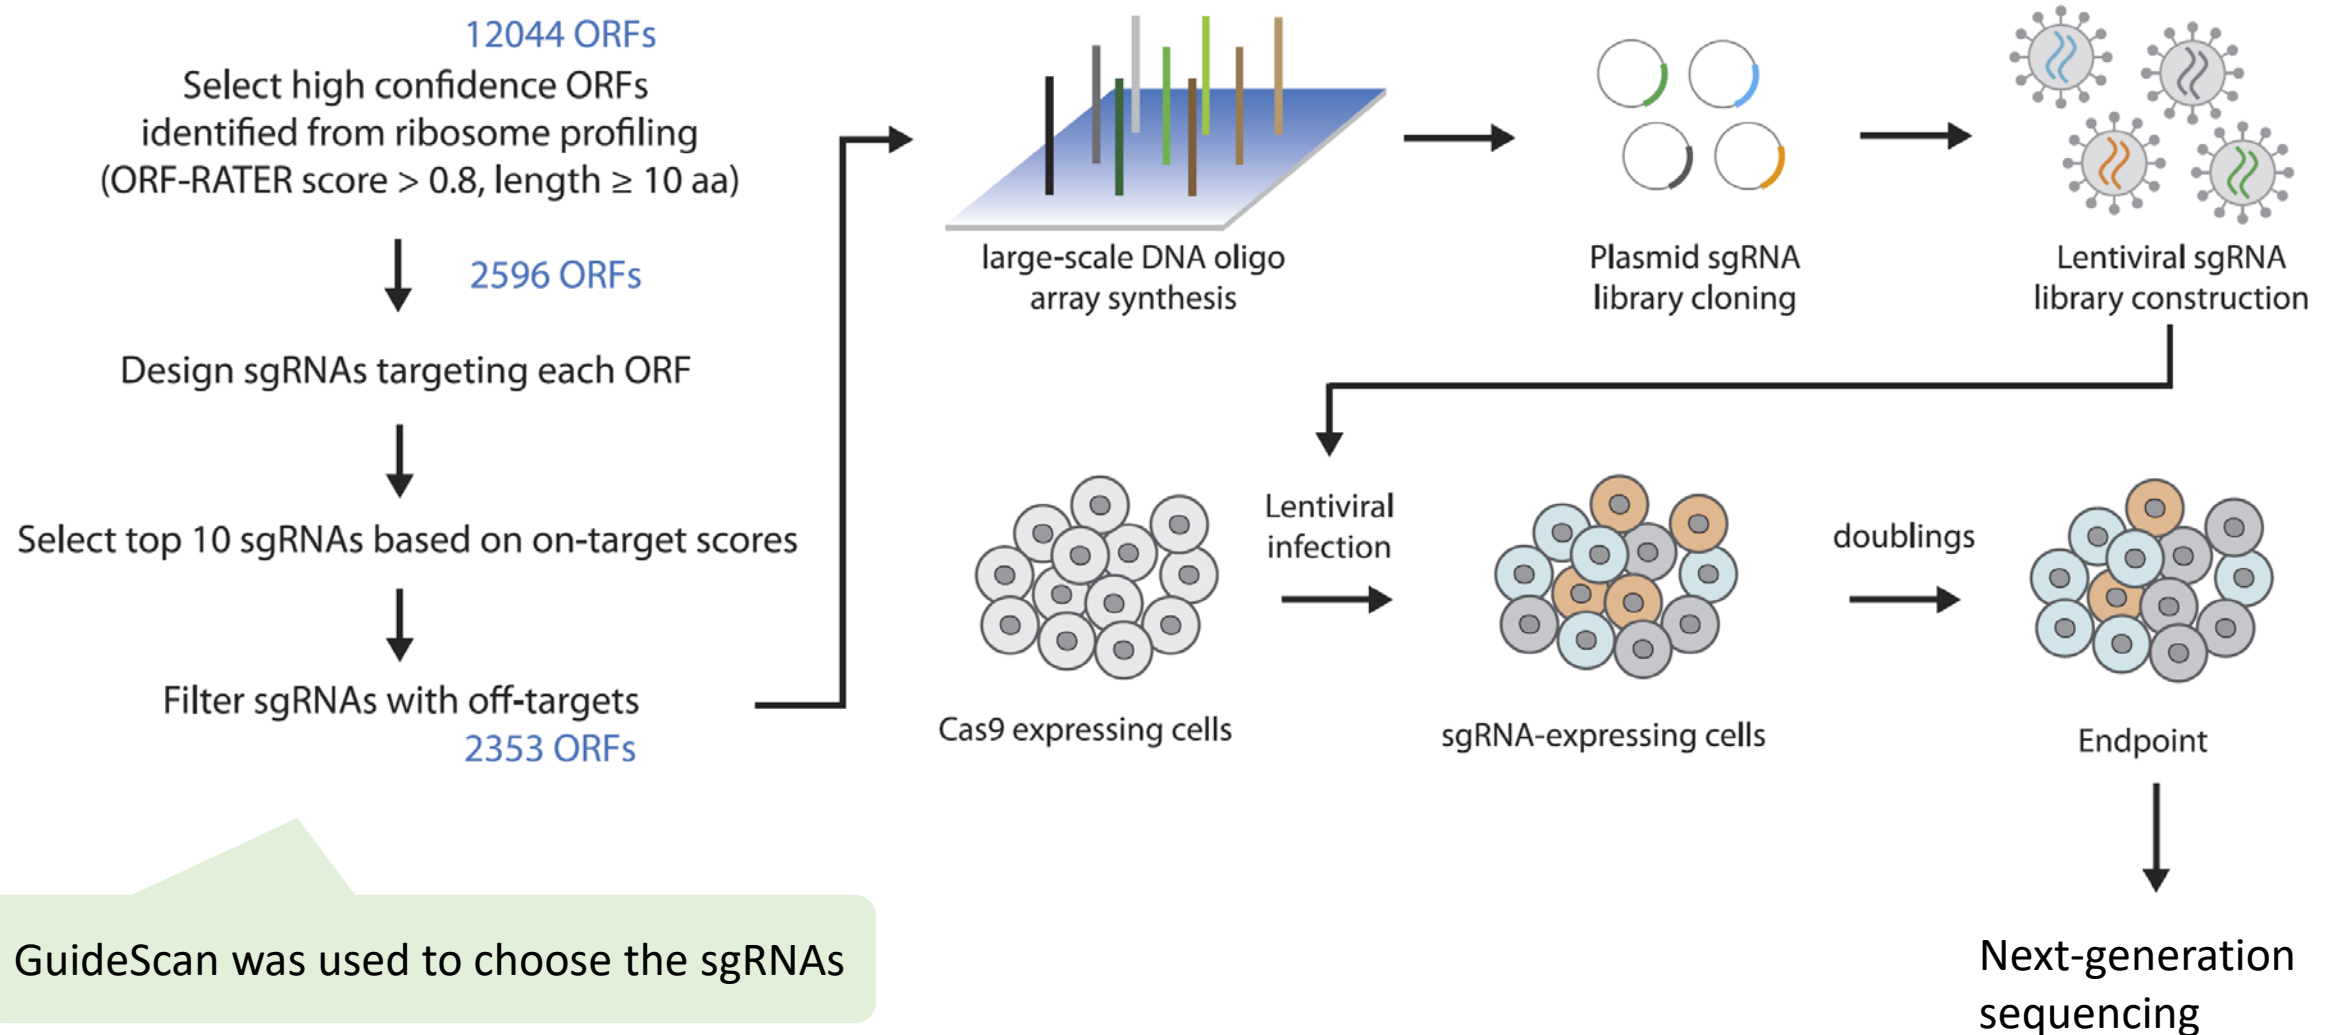 12044 ORFs
Select high confidence ORFs
identified from ribosome profiling
(ORF-RATER score > 0.8, length ≥ 10 aa)
2596 ORFs
Design sgRNAs targeting each ORF
Select top 10 sgRNAs based on on-target scores
Filter sgRNAs with off-targets
2353 ORFs
GuideScan was used to choose the sgRNAs
large-scale DNA oligo
array synthesis
Plasmid sgRNA
library cloning
Lentiviral sgRNA
library construction
Cas9 expressing cells
Lentiviral
infection
sgRNA-expressing cells
doublings
Endpoint
Next-generation
sequencing